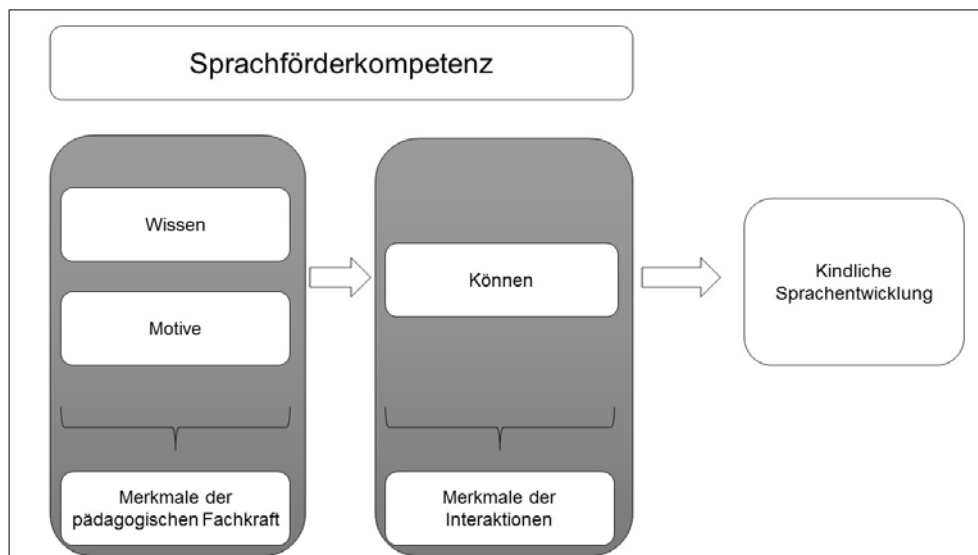 Sprachförderkompetenz
Wissen
Motive
Merkmale der
pädagogischen Fachkraft
Können
Merkmale der
Interaktionen
Kindliche
Sprachentwicklung